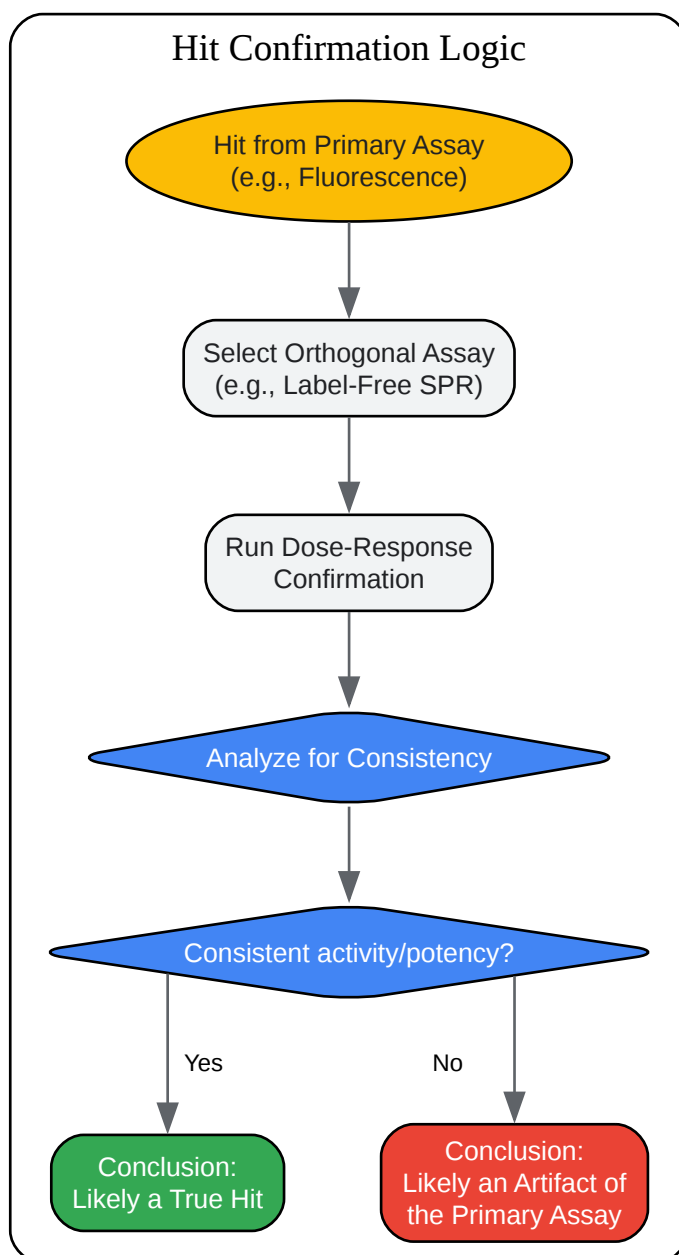 Hit Confirmation Logic
Hit from Primary Assay
(e.g., Fluorescence)
Select Orthogonal Assay
(e.g., Label-Free SPR)
Run Dose-Response
Confirmation
Analyze for Consistency
Consistent activity/potency?
Yes
No
Conclusion:
Likely a True Hit
Conclusion:
Likely an Artifact of
the Primary Assay